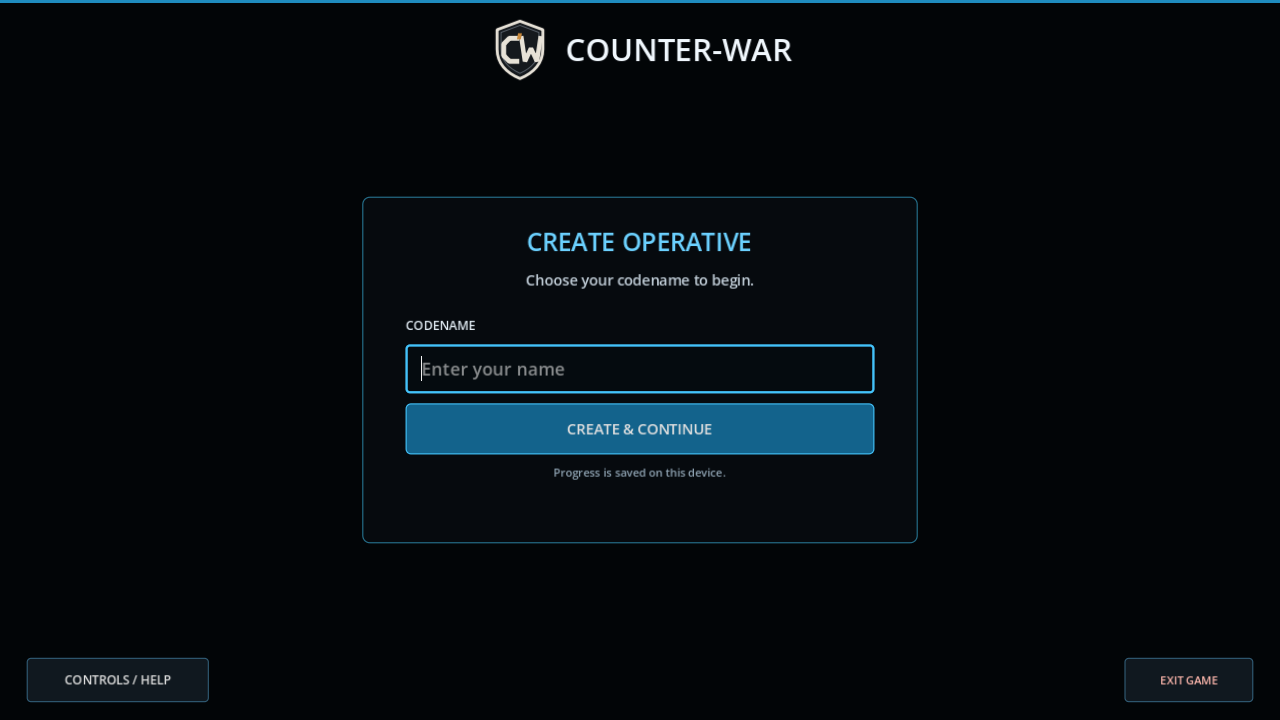 CW COUNTER-WAR
CREATE OPERATIVE
Choose your codename to begin.
CODENAME
Enter your name
CREATE & CONTINUE
Progress is saved on this device.
CONTROLS / HELP
EXIT GAME